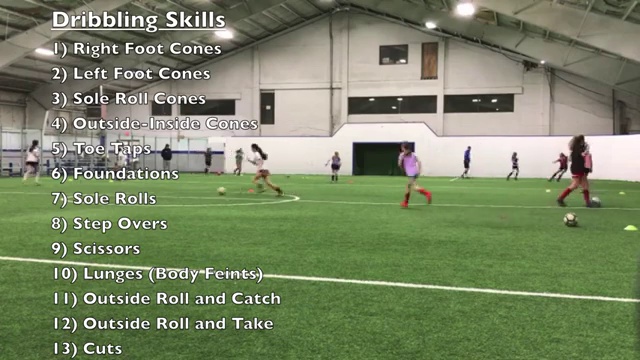 Dribbling Skills
1) Right Foot Cones
2) Left Foot Cones
3) Sole Roll Cones
4) Outside-Inside Cones
5) Toe Taps
6) Foundations
7) Sole Rolls
8) Step Overs
9) Scissors
10) Lunges (Body Feints)
11) Outside Roll and Catch
12) Outside Roll and Take
13) Cuts